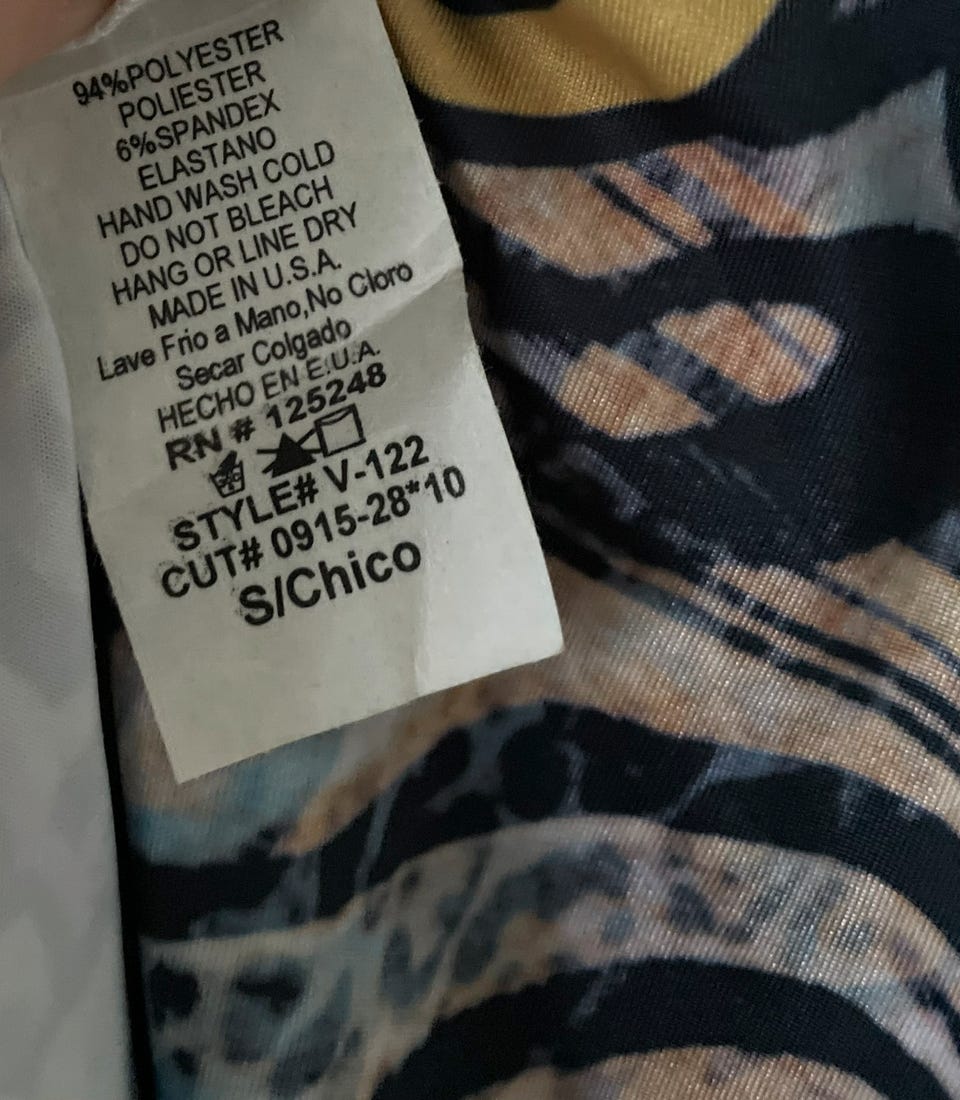 94%POLYESTER
POLIESTER
6%SPANDEX
ELASTANO
HAND WASH COLD
DO NOT BLEACH
HANG OR LINE DRY
MADE IN U.S.A.
Lave Frio a Mano,No Cloro
Secar Colgado
HECHO EN E.U.A.
RN # 125248
STYLE# V-122
CUT# 0915-28*10
S/Chico